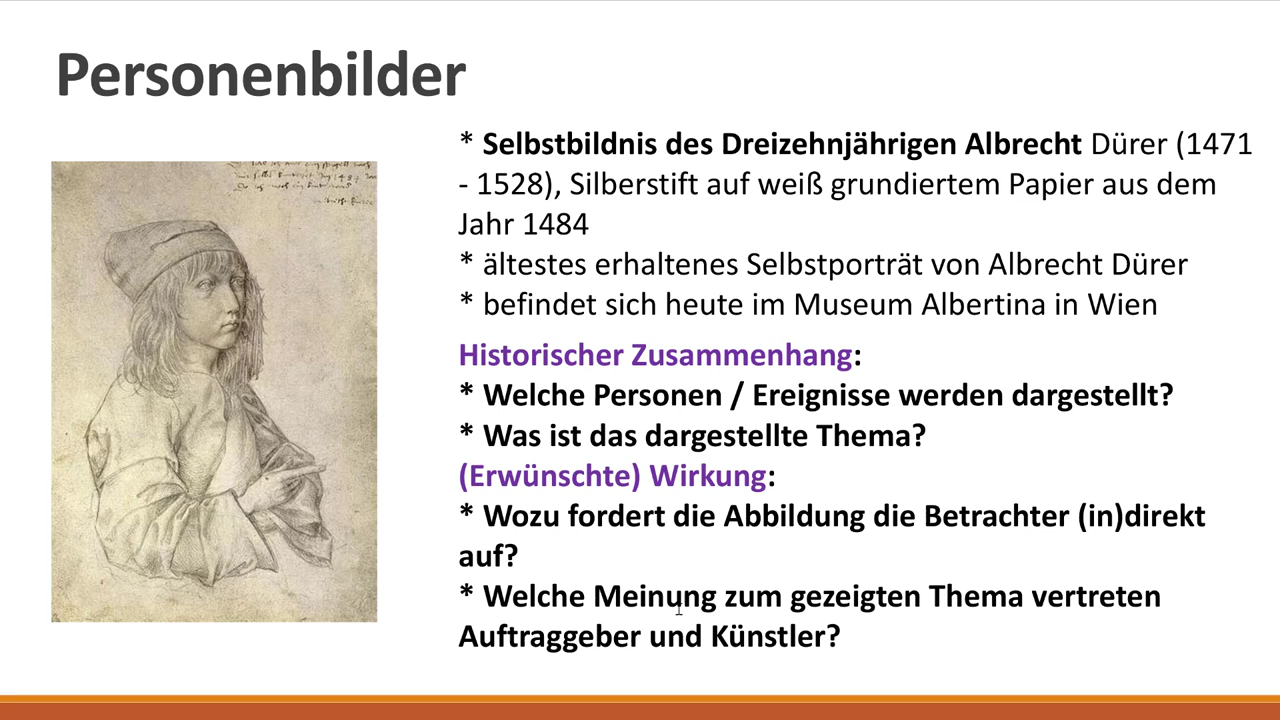 Personenbilder
* Selbstbildnis des Dreizehnjährigen Albrecht Dürer (1471
- 1528), Silberstift auf weiß grundiertem Papier aus dem
Jahr 1484
* ältestes erhaltenes Selbstporträt von Albrecht Dürer
* befindet sich heute im Museum Albertina in Wien
Historischer Zusammenhang:
* Welche Personen / Ereignisse werden dargestellt?
* Was ist das dargestellte Thema?
(Erwünschte) Wirkung:
* Wozu fordert die Abbildung die Betrachter (in)direkt
auf?
* Welche Meinung zum gezeigten Thema vertreten
Auftraggeber und Künstler?